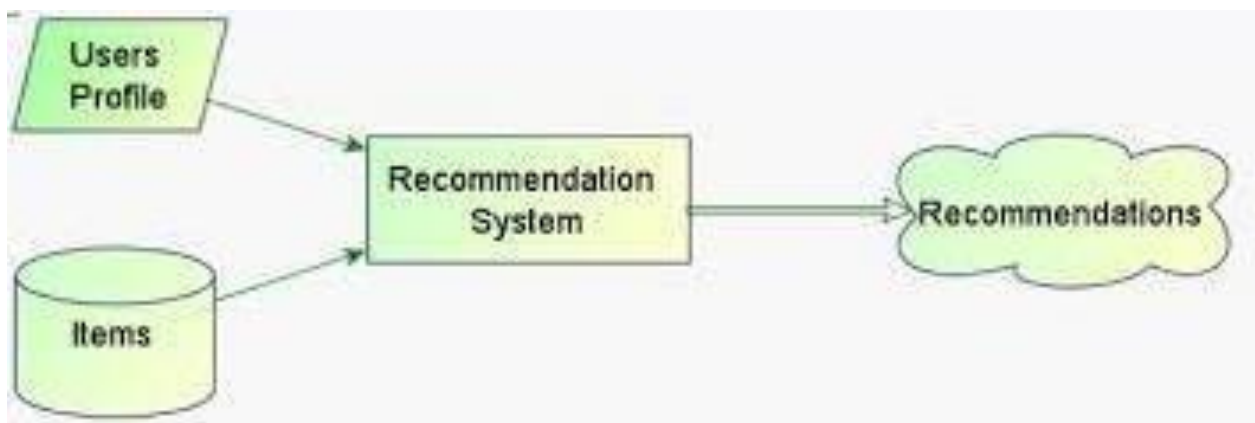 Users
Profile
Recommendation
System
Recommendations
Items